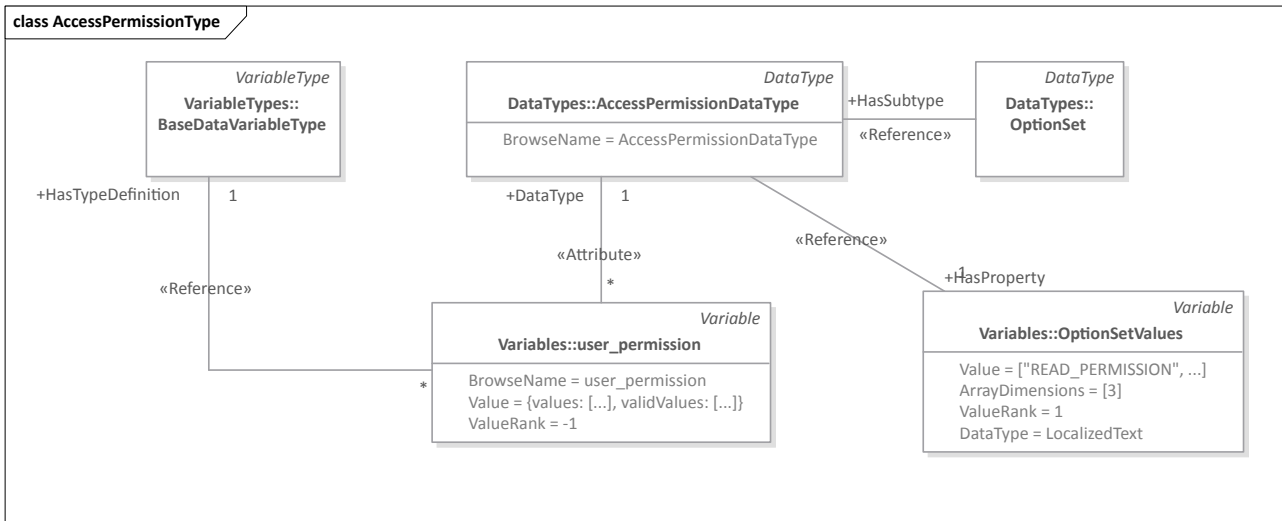 class AccessPermissionType
VariableType
VariableTypes::
BaseDataVariableType
DataType
DataTypes::AccessPermissionDataType
BrowseName = AccessPermissionDataType
+HasSubtype
«Reference»
DataType
DataTypes::
OptionSet
+HasTypeDefinition
1
+DataType
1
«Reference»
«Attribute»
*
«Reference»
1
+HasProperty
Variable
Variables::user_permission
BrowseName = user_permission
Value = {values: [...], validValues: [...]}
ValueRank = -1
*
Variable
Variables::OptionSetValues
Value = ["READ_PERMISSION", ...]
ArrayDimensions = [3]
ValueRank = 1
DataType = LocalizedText